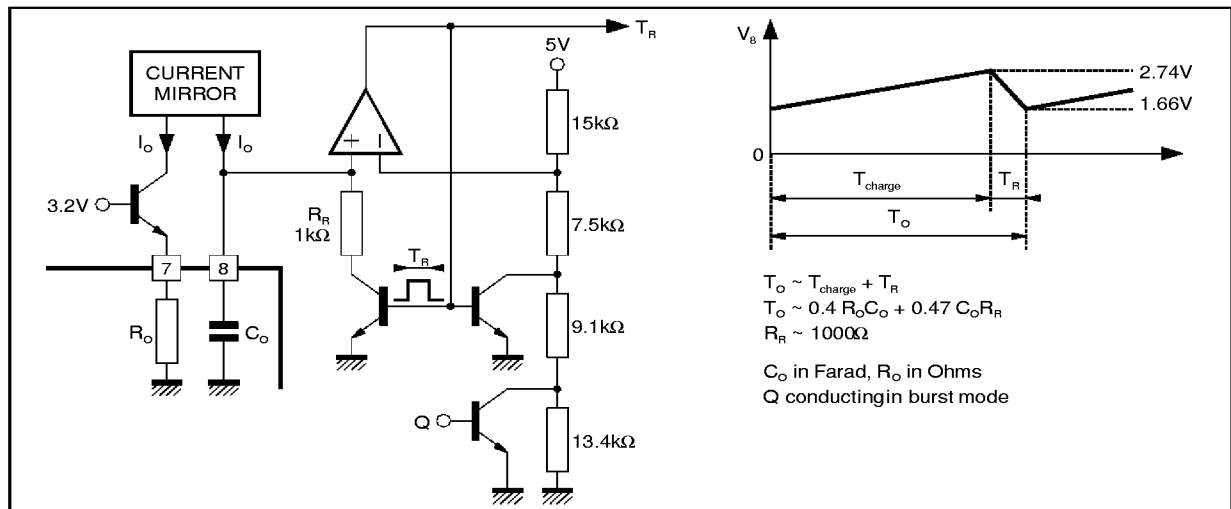 CURRENT
MIRROR
I_O
I_O
3.2V
7
8
R_O
C_O
+
–
R_R
1kΩ
T_R
T_R
5V
15kΩ
7.5kΩ
9.1kΩ
13.4kΩ
Q
V_8
2.74V
1.66V
0
T_charge
T_R
T_O
T_O ~ T_charge + T_R
T_O ~ 0.4 R_OC_O + 0.47 C_OR_R
R_R ~ 1000Ω
C_O in Farad, R_O in Ohms
Q conductingin burst mode